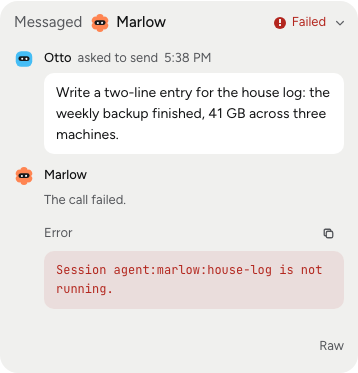 Messaged Marlow Failed
Otto asked to send 5:38 PM
Write a two-line entry for the house log: the
weekly backup finished, 41 GB across three
machines.
Marlow
The call failed.
Error
Session agent:marlow:house-log is not
running.
Raw